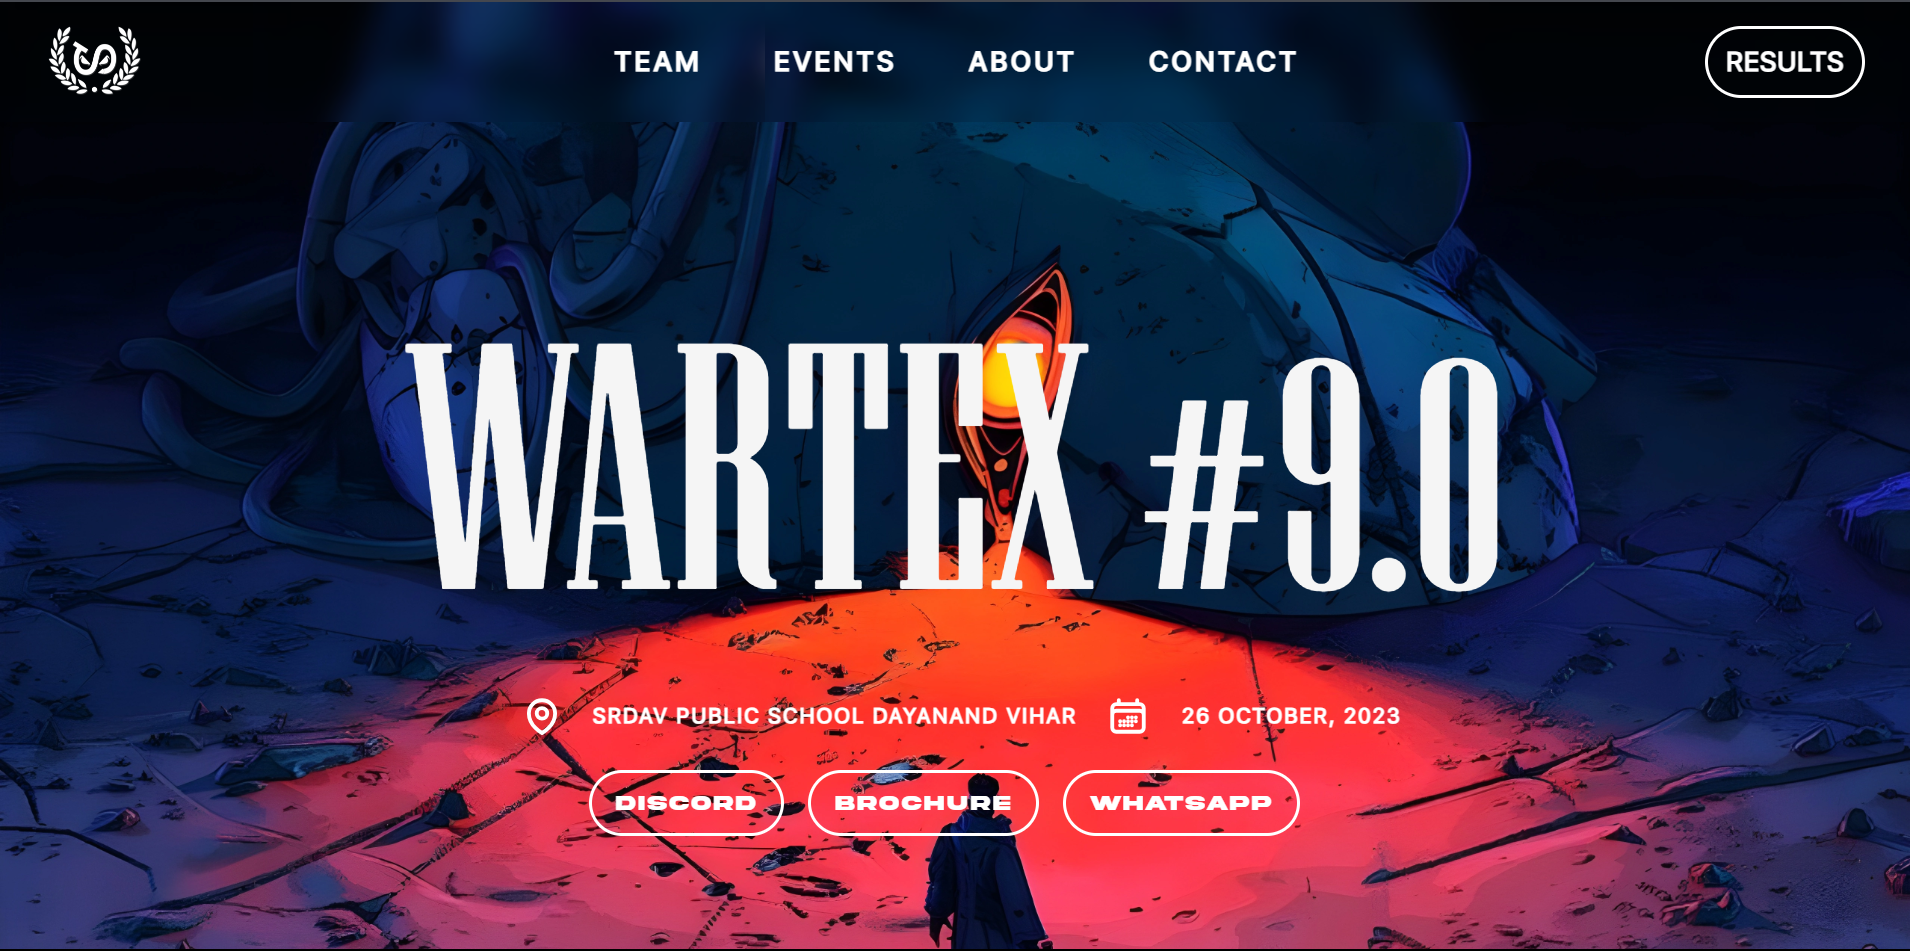 TEAM EVENTS ABOUT CONTACT RESULTS
WARTEX #9.0
SRDAV PUBLIC SCHOOL DAYANAND VIHAR 26 OCTOBER, 2023
DISCORD BROCHURE WHATSAPP